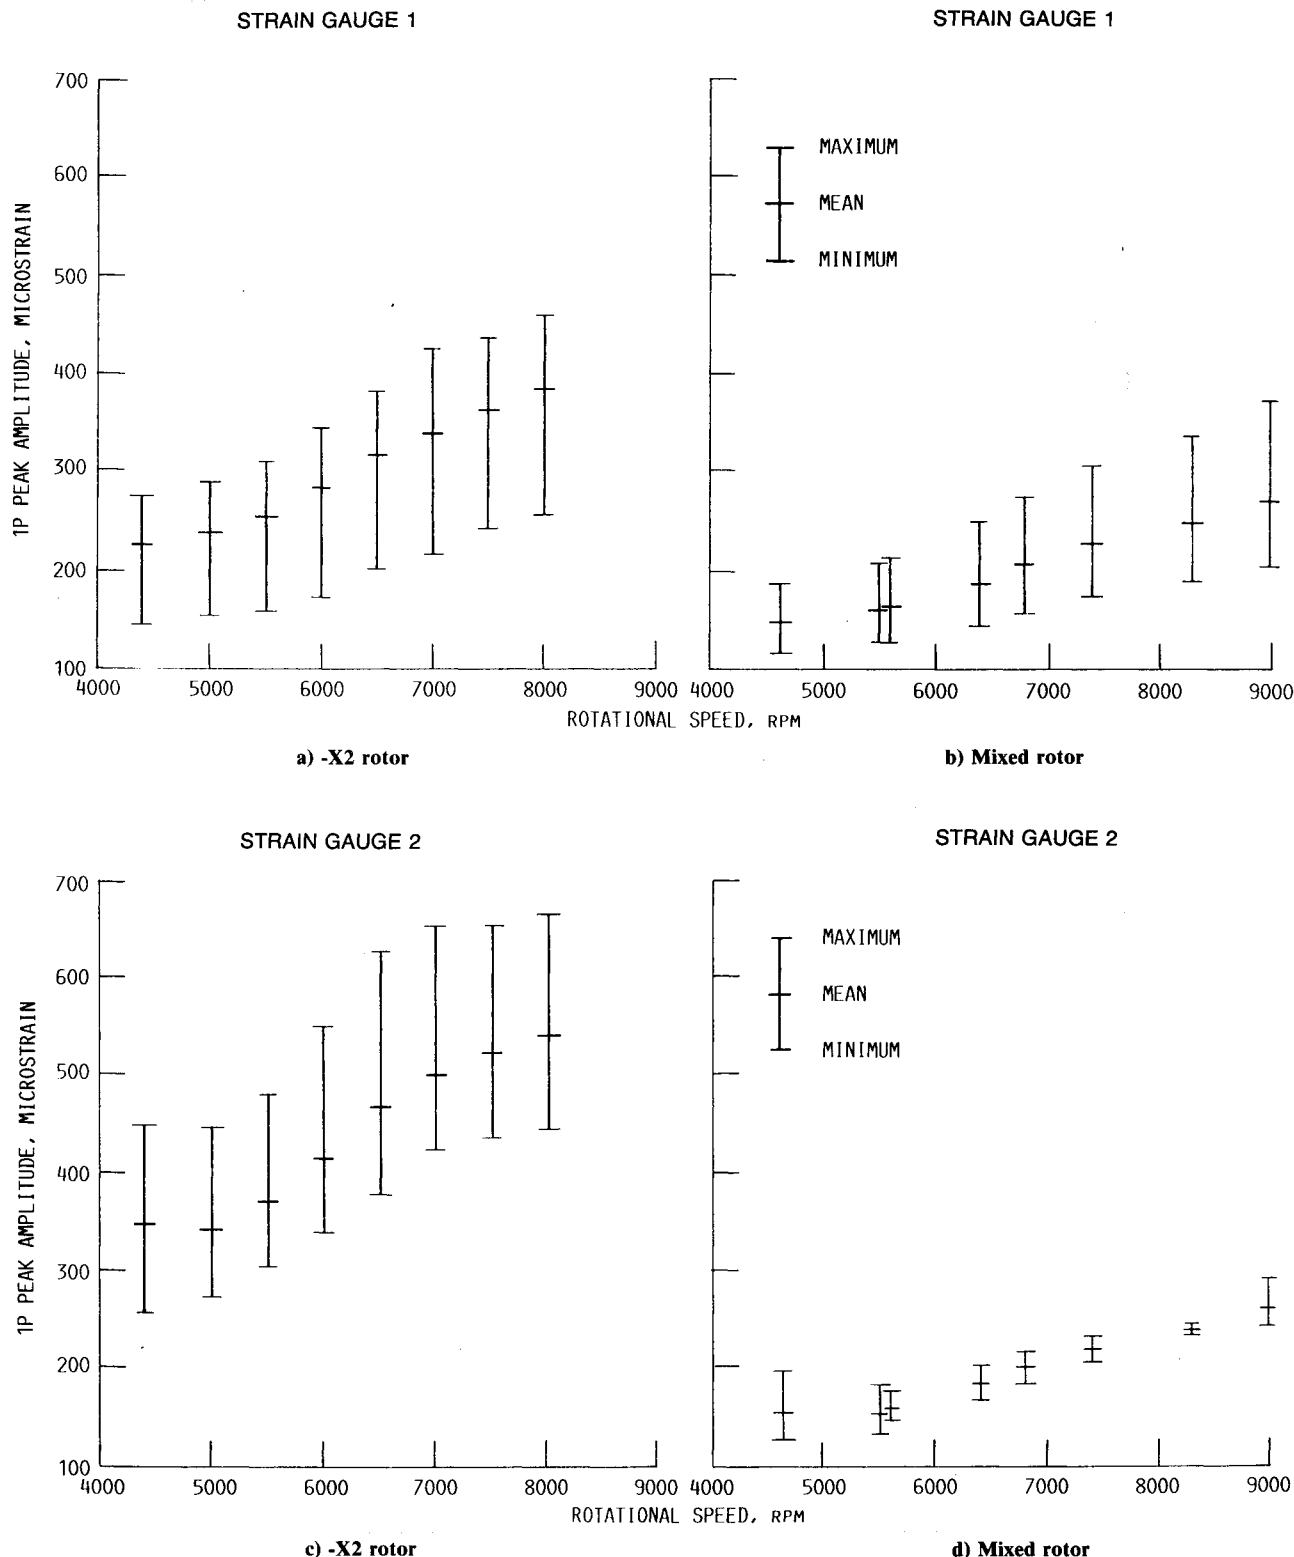 STRAIN GAUGE 1
STRAIN GAUGE 1
700
600
500
400
300
200
100
1P PEAK AMPLITUDE, MICROSTRAIN
MAXIMUM
MEAN
MINIMUM
4000 5000 6000 7000 8000 9000
4000 5000 6000 7000 8000 9000
ROTATIONAL SPEED, RPM
a) -X2 rotor
b) Mixed rotor
STRAIN GAUGE 2
STRAIN GAUGE 2
700
600
500
400
300
200
100
1P PEAK AMPLITUDE, MICROSTRAIN
MAXIMUM
MEAN
MINIMUM
4000 5000 6000 7000 8000 9000
4000 5000 6000 7000 8000 9000
ROTATIONAL SPEED, RPM
c) -X2 rotor
d) Mixed rotor